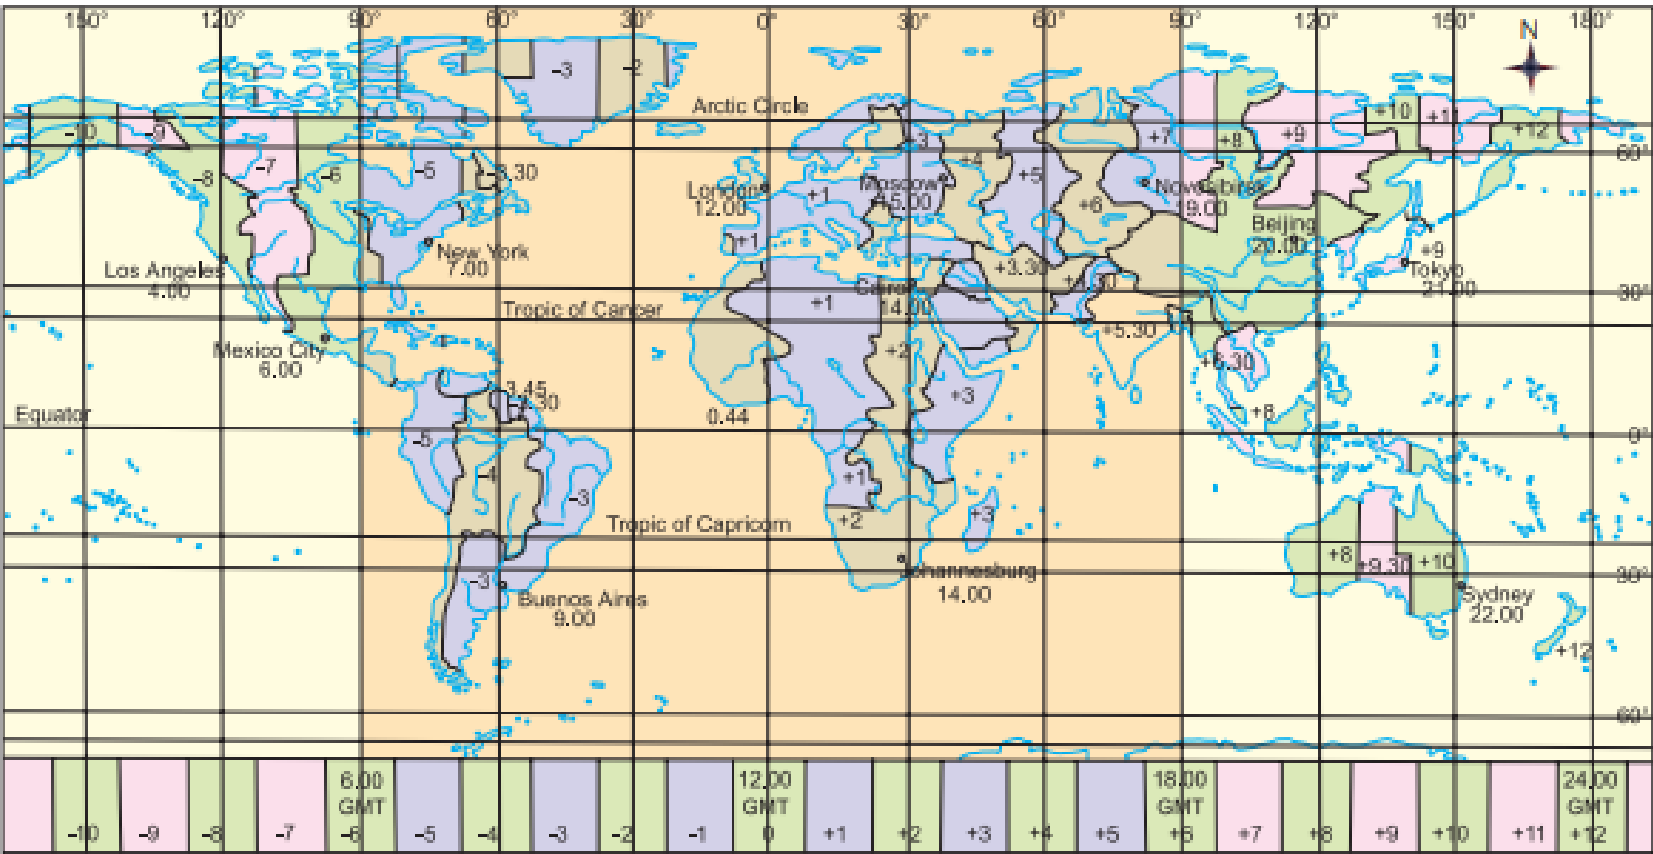 150° 120° 90° 60° 30° 0° 30° 60° 90° 120° 150° 180°
N
–3 –2
Arctic Circle
–10 –9 +3 +7 +8 +9 +10 +12
60°
–7 –8 –6 –5 +1 +4 +5 +6
3.30
London
12.00
Moscow
15.00
Novosibirsk
19.00
Beijing
20.00
+1
New York
7.00
+9
Tokyo
21.00
Los Angeles
4.00
+3.30
Cairo
14.00
30°
Tropic of Cancer
+1
+5.30
Mexico City
6.00
+2
+6.30
3.45
+3
+8
Equator
0.44
–5
0°
–4
+1
–3
+3
+2
Tropic of Capricorn
+8
+9.30
+10
–3
Johannesburg
14.00
30°
Buenos Aires
9.00
Sydney
22.00
+12
60°
6.00 12.00 18.00 24.00
GMT GMT GMT GMT
–10 –9 –8 –7 –6 –5 –4 –3 –2 –1 0 +1 +2 +3 +4 +5 +6 +7 +8 +9 +10 +11 +12